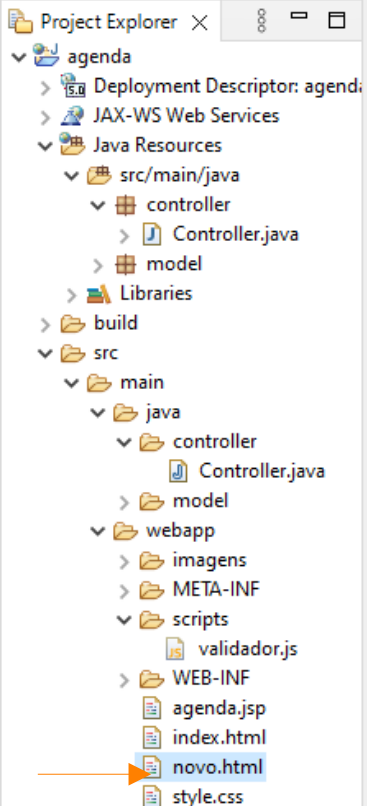 Project Explorer
agenda
5.0 Deployment Descriptor: agenda
JAX-WS Web Services
Java Resources
src/main/java
controller
J Controller.java
model
Libraries
build
src
main
java
controller
J Controller.java
model
webapp
imagens
META-INF
scripts
JS validador.js
WEB-INF
agenda.jsp
index.html
novo.html
style.css